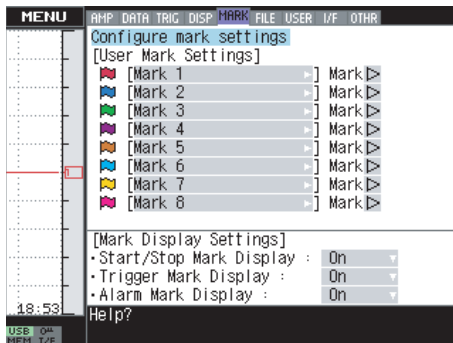 MENU
AMP DATA TRIG DISP MARK FILE USER I/F OTHR
Configure mark settings
[User Mark Settings]
[Mark 1 ] Mark
[Mark 2 ] Mark
[Mark 3 ] Mark
[Mark 4 ] Mark
[Mark 5 ] Mark
[Mark 6 ] Mark
[Mark 7 ] Mark
[Mark 8 ] Mark
1
[Mark Display Settings]
・Start/Stop Mark Display : On
・Trigger Mark Display : On
・Alarm Mark Display : On
18:53
Help?
USB
MEM I/F